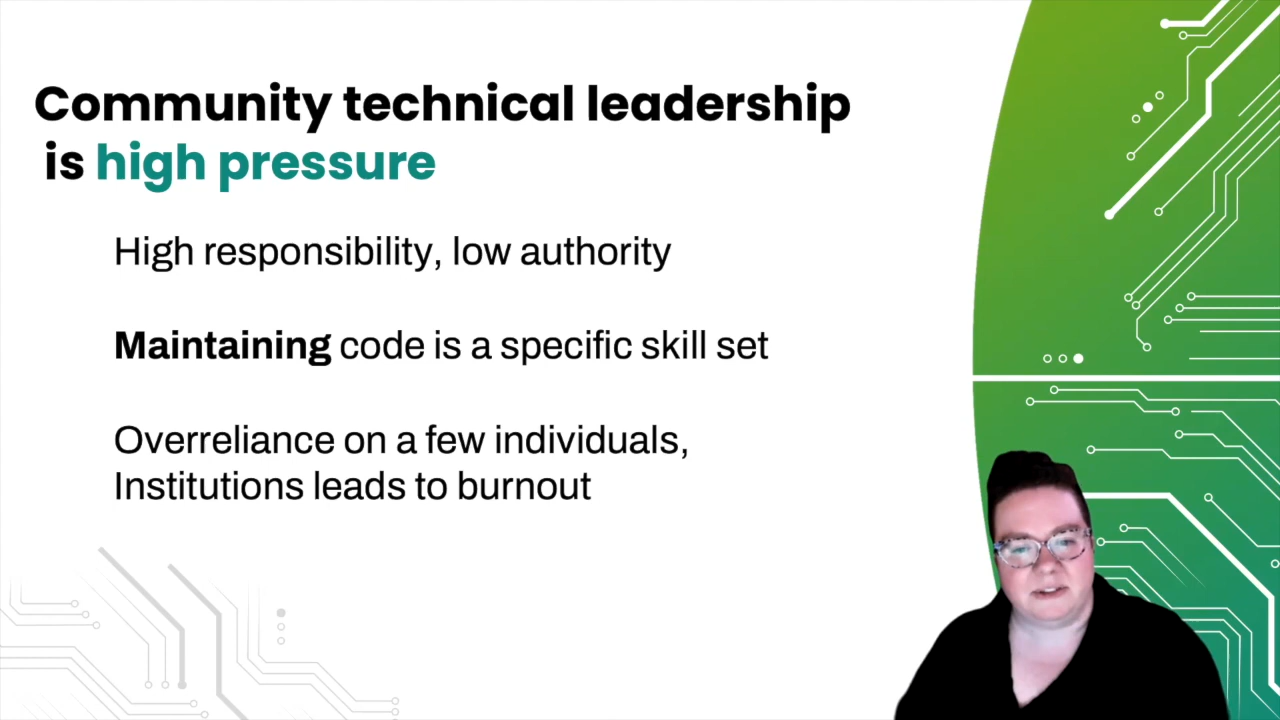 Community technical leadership
is high pressure
High responsibility, low authority
Maintaining code is a specific skill set
Overreliance on a few individuals,
Institutions leads to burnout